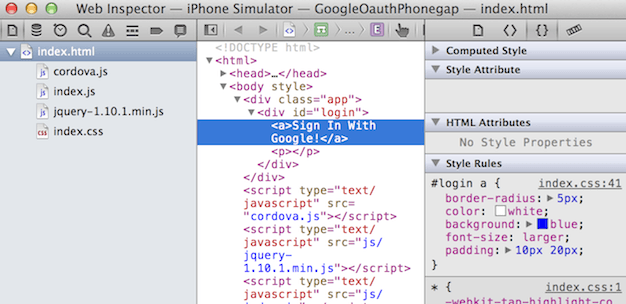 Web Inspector — iPhone Simulator — GoogleOauthPhonegap — index.html
index.html
cordova.js
index.js
jquery-1.10.1.min.js
index.css
<!DOCTYPE html>
<html>
<head>…</head>
<body style>
<div class="app">
<div id="login">
<a>Sign In With
Google!</a>
<p></p>
</div>
</div>
<script type="text/
javascript" src=
"cordova.js"></script>
<script type="text/
javascript" src="js/
jquery-
1.10.1.min.js"></script>
<script type="text/
javascript" src="js/
Computed Style
Style Attribute
HTML Attributes
No Style Properties
Style Rules
#login a { index.css:41
border-radius: 5px;
color: white;
background: blue;
font-size: larger;
padding: 10px 20px;
}
* { index.css:1
-webkit-tap-highlight-co